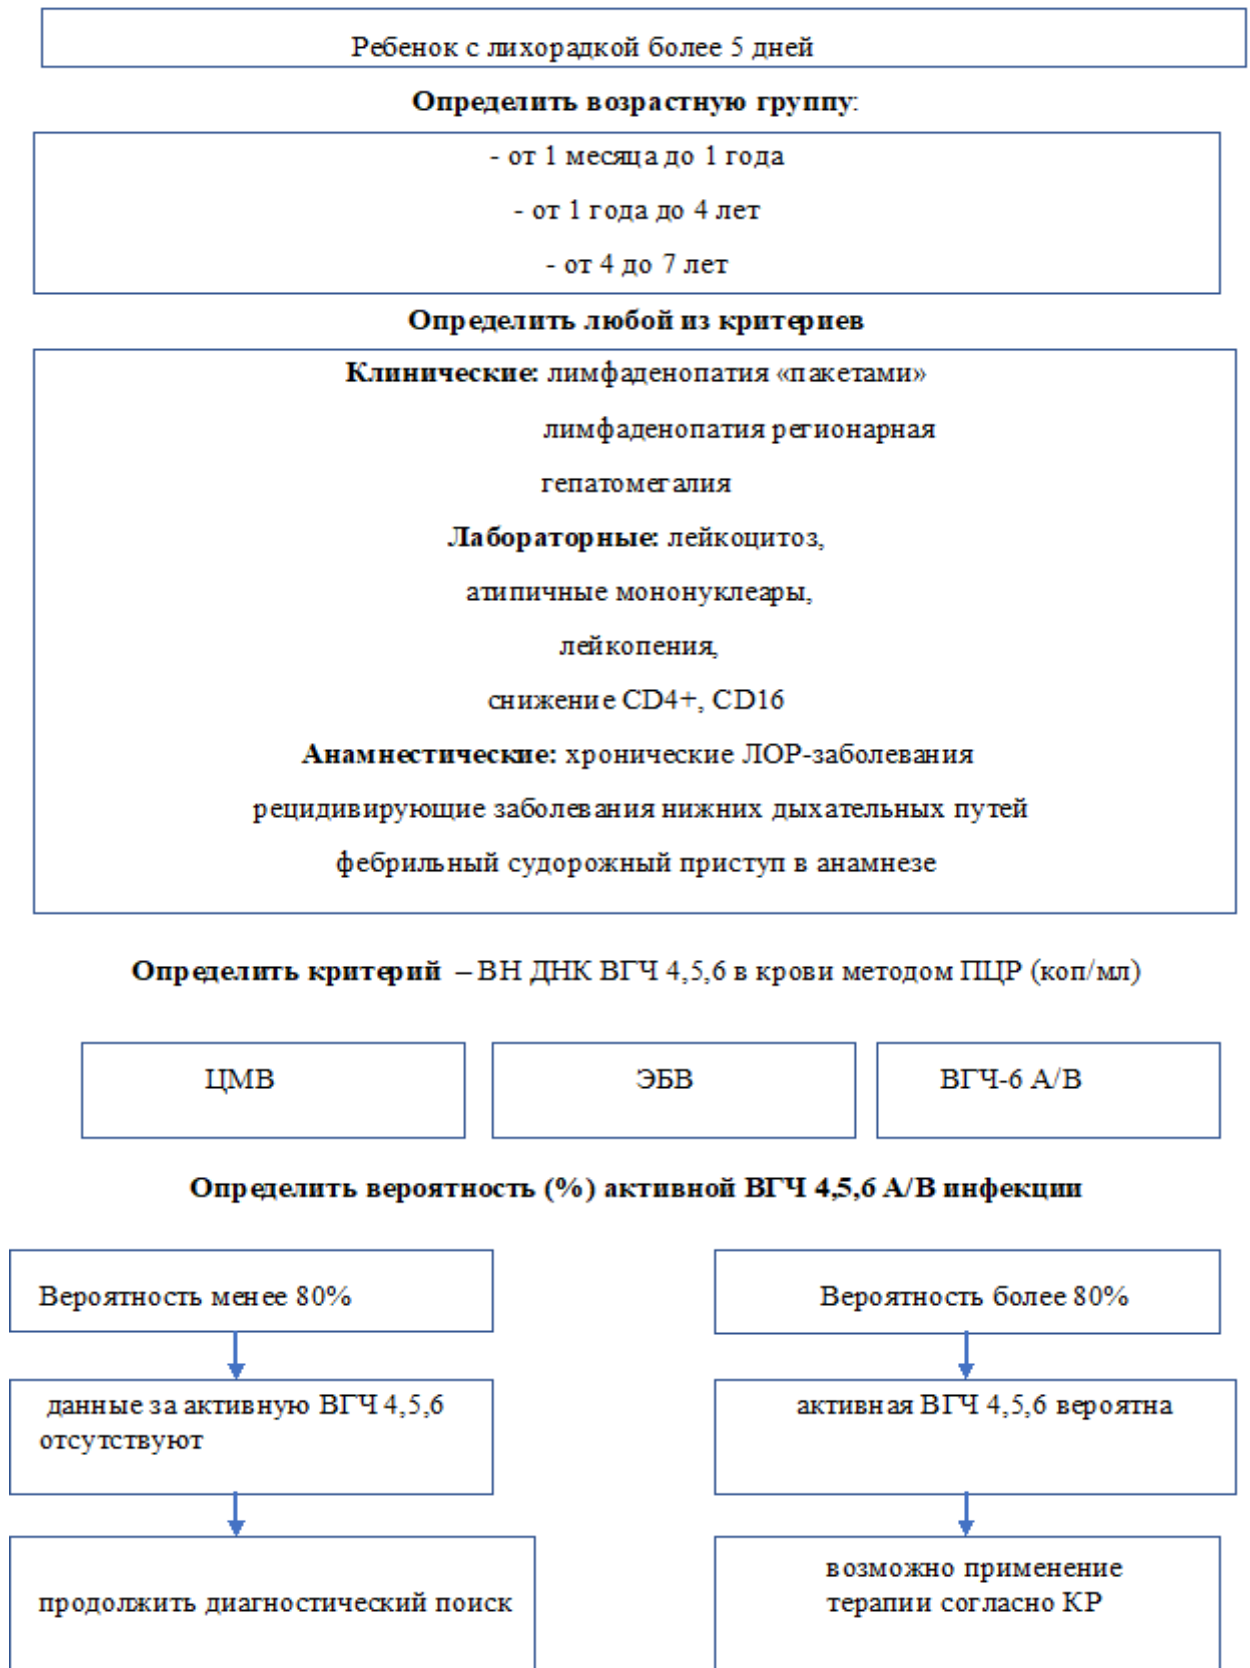 Ребенок с лихорадкой более 5 дней
Определить возрастную группу:
- от 1 месяца до 1 года
- от 1 года до 4 лет
- от 4 до 7 лет
Определить любой из критериев
Клинические: лимфаденопатия «пакетами»
лимфаденопатия регионарная
гепатомегалия
Лабораторные: лейкоцитоз,
атипичные мононуклеары,
лейкопения,
снижение CD4+, CD16
Анамнестические: хронические ЛОР-заболевания
рецидивирующие заболевания нижних дыхательных путей
фебрильный судорожный приступ в анамнезе
Определить критерий – ВН ДНК ВГЧ 4,5,6 в крови методом ПЦР (коп/мл)
ЦМВ
ЭБВ
ВГЧ-6 А/В
Определить вероятность (%) активной ВГЧ 4,5,6 А/В инфекции
Вероятность менее 80%
Вероятность более 80%
данные за активную ВГЧ 4,5,6
отсутствуют
активная ВГЧ 4,5,6 вероятна
продолжить диагностический поиск
возможно применение
терапии согласно КР